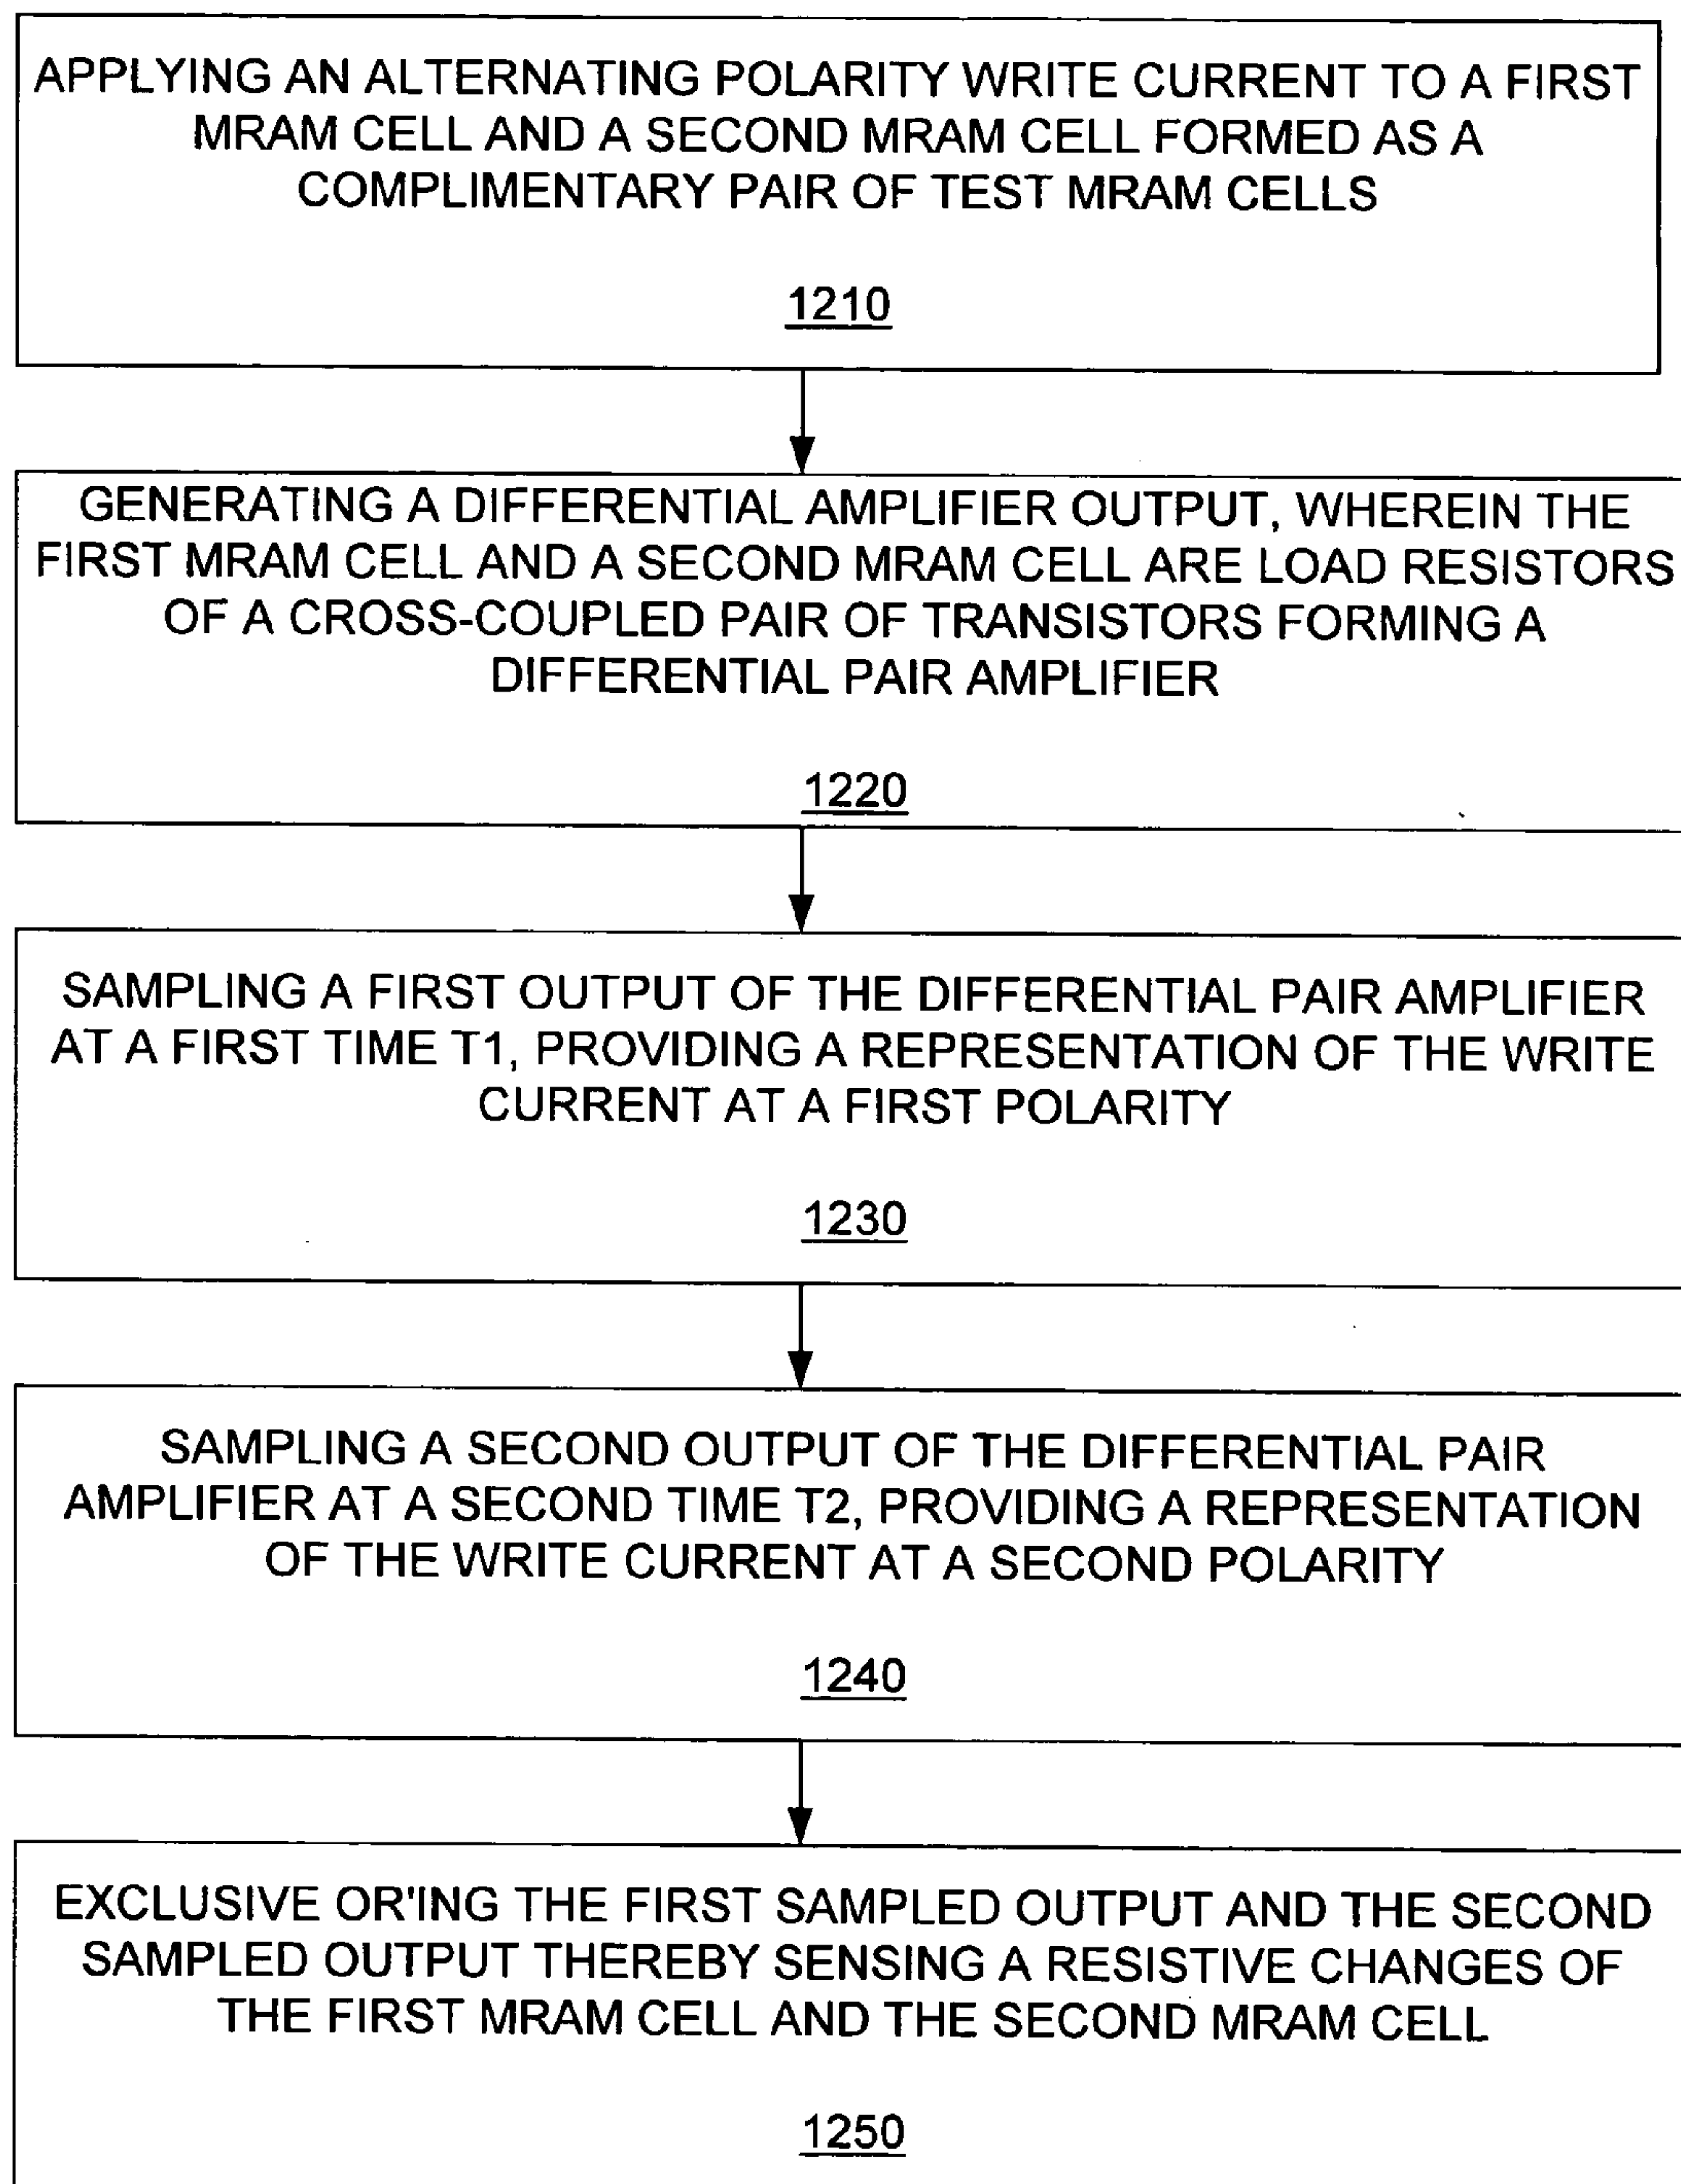 APPLYING AN ALTERNATING POLARITY WRITE CURRENT TO A FIRST
MRAM CELL AND A SECOND MRAM CELL FORMED AS A
COMPLIMENTARY PAIR OF TEST MRAM CELLS
1210
GENERATING A DIFFERENTIAL AMPLIFIER OUTPUT, WHEREIN THE
FIRST MRAM CELL AND A SECOND MRAM CELL ARE LOAD RESISTORS
OF A CROSS-COUPLED PAIR OF TRANSISTORS FORMING A
DIFFERENTIAL PAIR AMPLIFIER
1220
SAMPLING A FIRST OUTPUT OF THE DIFFERENTIAL PAIR AMPLIFIER
AT A FIRST TIME T1, PROVIDING A REPRESENTATION OF THE WRITE
CURRENT AT A FIRST POLARITY
1230
SAMPLING A SECOND OUTPUT OF THE DIFFERENTIAL PAIR
AMPLIFIER AT A SECOND TIME T2, PROVIDING A REPRESENTATION
OF THE WRITE CURRENT AT A SECOND POLARITY
1240
EXCLUSIVE OR'ING THE FIRST SAMPLED OUTPUT AND THE SECOND
SAMPLED OUTPUT THEREBY SENSING A RESISTIVE CHANGES OF
THE FIRST MRAM CELL AND THE SECOND MRAM CELL
1250